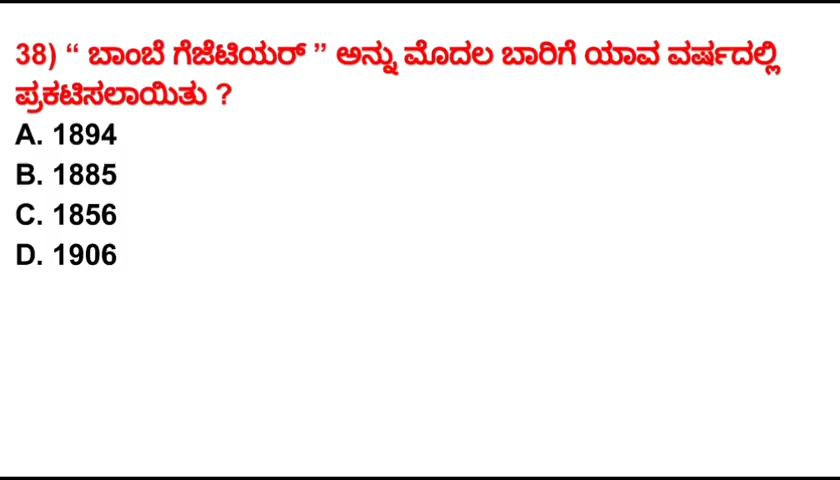 38) “ ಬಾಂಬೆ ಗೆಜೆಟಿಯರ್ ” ಅನ್ನು ಮೊದಲ ಬಾರಿಗೆ ಯಾವ ವರ್ಷದಲ್ಲಿ
ಪ್ರಕಟಿಸಲಾಯಿತು ?
A. 1894
B. 1885
C. 1856
D. 1906